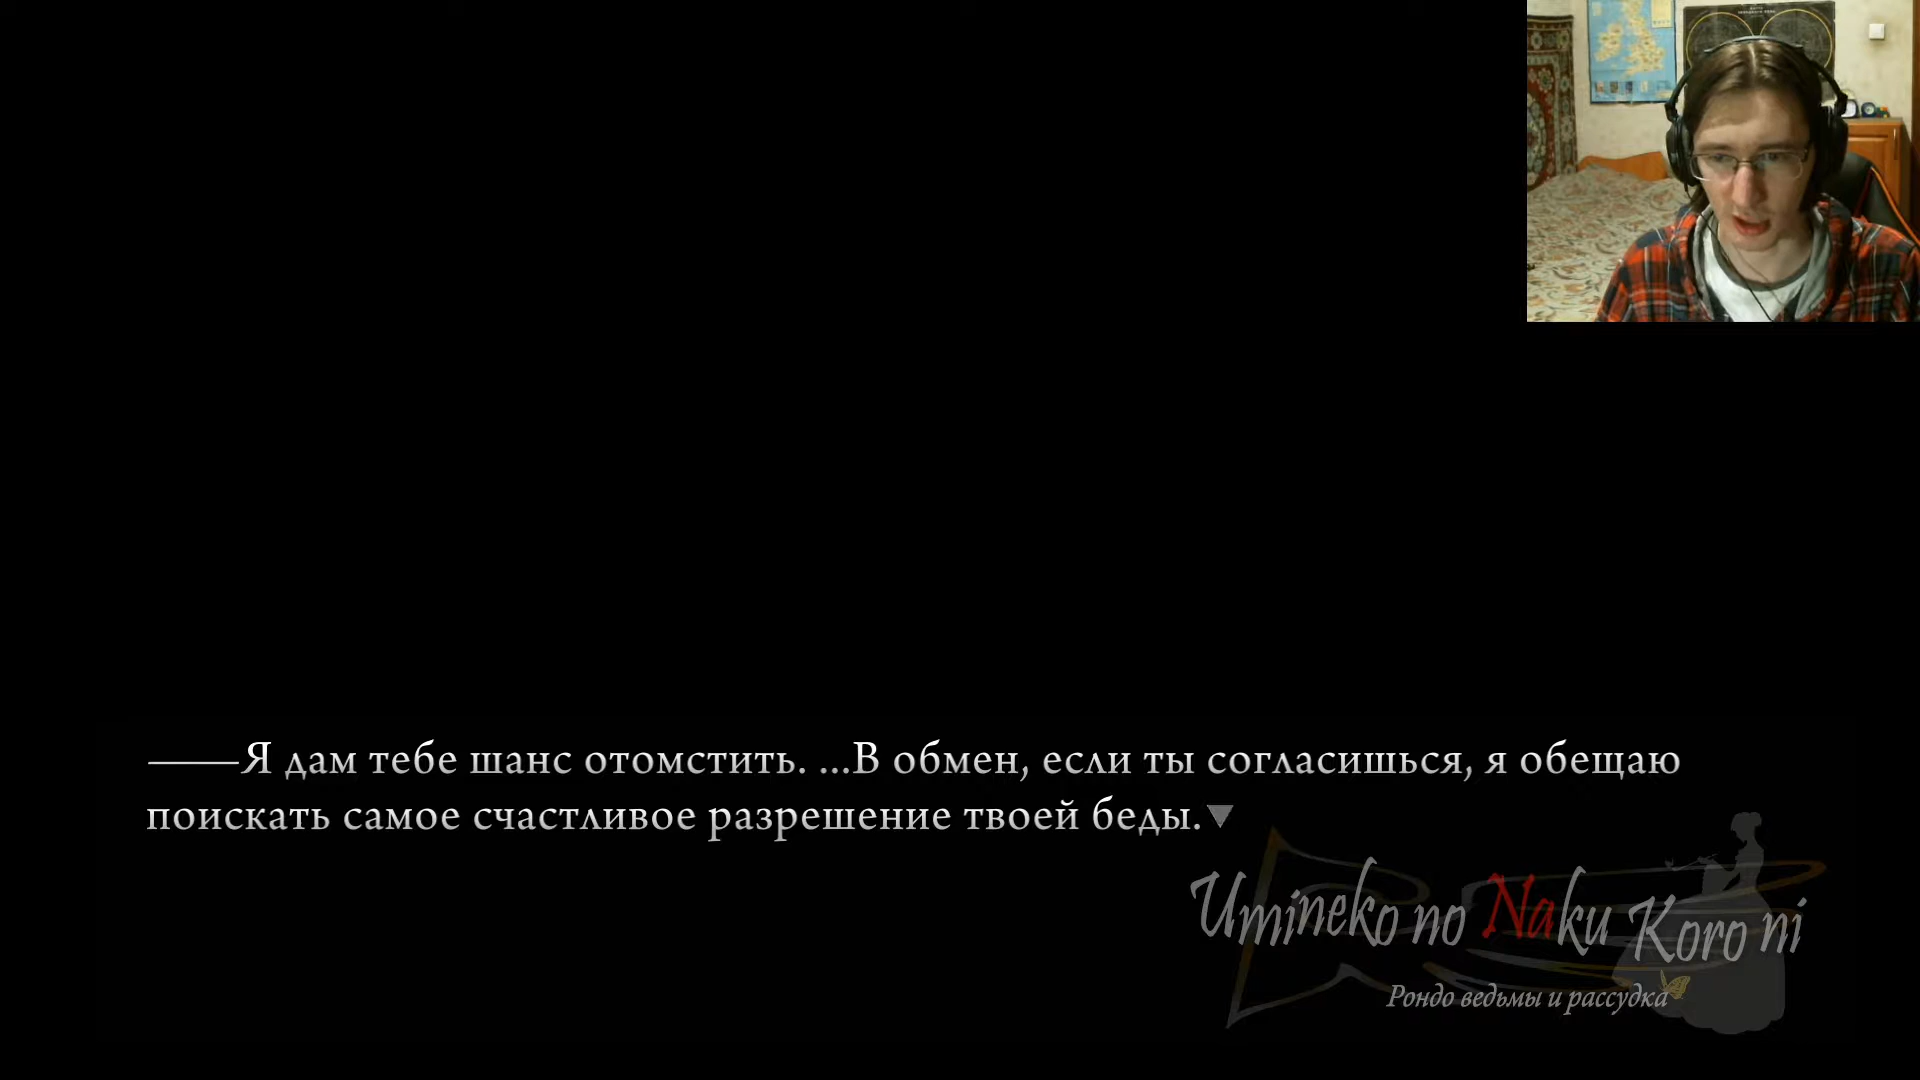 ——Я дам тебе шанс отомстить. ...В обмен, если ты согласишься, я обещаю
поискать самое счастливое разрешение твоей беды.
Umineko no Naku Koro ni
Рондо ведьмы и рассудка